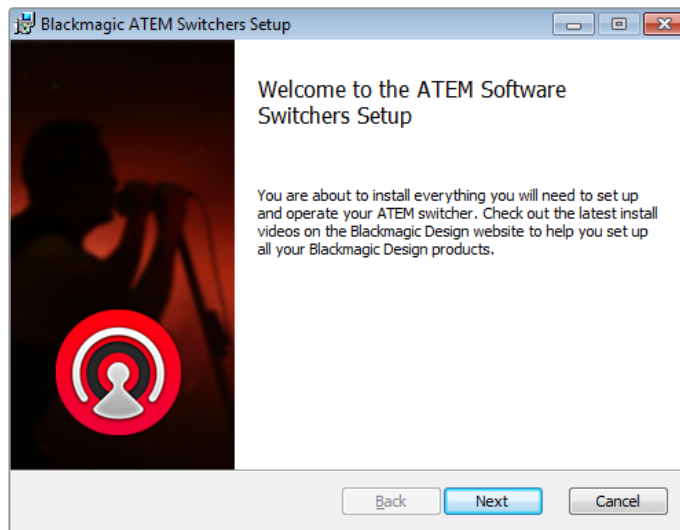 Blackmagic ATEM Switchers Setup
Welcome to the ATEM Software
Switchers Setup
You are about to install everything you will need to set up
and operate your ATEM switcher. Check out the latest install
videos on the Blackmagic Design website to help you set up
all your Blackmagic Design products.
Back Next Cancel